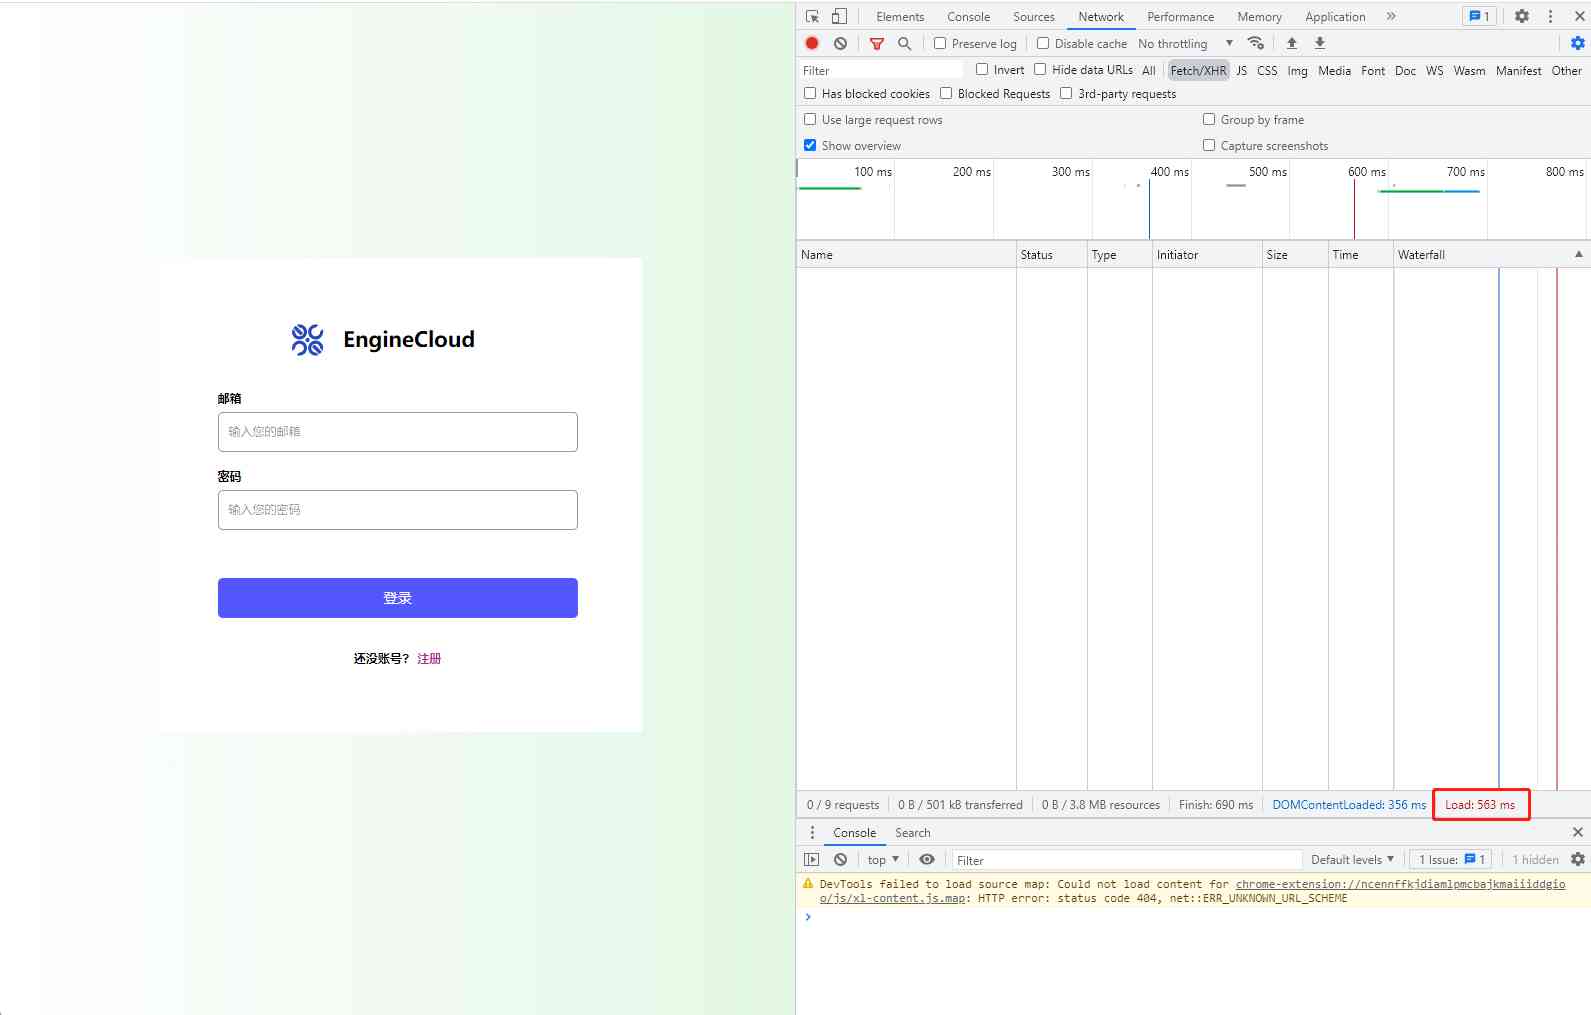 EngineCloud
邮箱
输入您的邮箱
密码
输入您的密码
登录
还没账号? 注册
Elements Console Sources Network Performance Memory Application » 1
Preserve log Disable cache No throttling
Filter Invert Hide data URLs All Fetch/XHR JS CSS Img Media Font Doc WS Wasm Manifest Other
Has blocked cookies Blocked Requests 3rd-party requests
Use large request rows Group by frame
Show overview Capture screenshots
100 ms 200 ms 300 ms 400 ms 500 ms 600 ms 700 ms 800 ms
Name Status Type Initiator Size Time Waterfall
0 / 9 requests 0 B / 501 kB transferred 0 B / 3.8 MB resources Finish: 690 ms DOMContentLoaded: 356 ms Load: 563 ms
Console Search
top Filter Default levels 1 Issue: 1 1 hidden
DevTools failed to load source map: Could not load content for chrome-extension://ncennffkjdiamlpmcbajkmaiiiddgio
o/js/xl-content.js.map: HTTP error: status code 404, net::ERR_UNKNOWN_URL_SCHEME